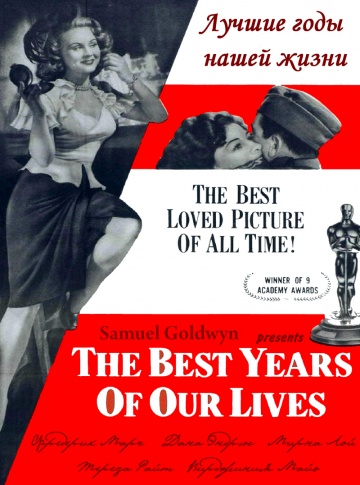 Лучшие годы
нашей жизни
THE BEST
LOVED PICTURE
OF ALL TIME!
WINNER OF 9
ACADEMY AWARDS
Samuel Goldwyn presents
THE BEST YEARS
OF OUR LIVES
Фредерик Марч Дана Эндрюс Мирна Лой
Тереза Райт Вирджиния Майо